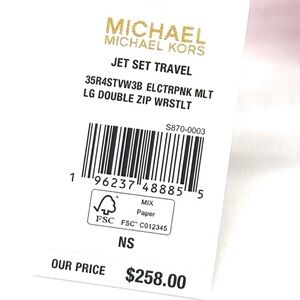 MICHAEL
MICHAEL KORS
JET SET TRAVEL
35R4STVW3B ELCTRPNK MLT
LG DOUBLE ZIP WRSTLT
S870-0003
1 96237 48885 5
FSC
MIX
Paper
FSC™ C012345
NS
OUR PRICE $258.00